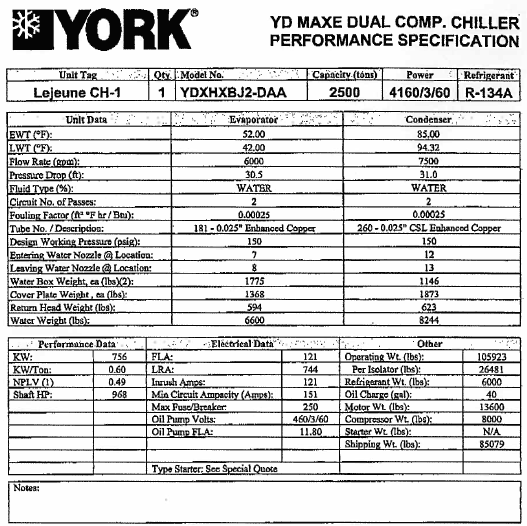 YORK®
YD MAXE DUAL COMP. CHILLER
PERFORMANCE SPECIFICATION
Unit Tag Qty Model No. Capacity (tons) Power Refrigerant
Lejeune CH-1 1 YDXHXBJ2-DAA 2500 4160/3/60 R-134A
Unit Data Evaporator Condenser
EWT (°F): 52.00 85.00
LWT (°F): 42.00 94.32
Flow Rate (gpm): 6000 7500
Pressure Drop (ft): 30.5 31.0
Fluid Type (%): WATER WATER
Circuit No. of Passes: 2 2
Fouling Factor (ft² °F hr / Btu): 0.00025 0.00025
Tube No. / Description: 181 - 0.025" Enhanced Copper 260 - 0.025" CSL Enhanced Copper
Design Working Pressure (psig): 150 150
Entering Water Nozzle @ Location: 7 12
Leaving Water Nozzle @ Location: 8 13
Water Box Weight, ea (lbs)(2): 1775 1146
Cover Plate Weight, ea (lbs): 1368 1873
Return Head Weight (lbs): 594 623
Water Weight (lbs): 6600 8244
Performance Data Electrical Data Other
KW: 756 FLA: 121 Operating Wt. (lbs): 105923
KW/Ton: 0.60 LRA: 744 Per Isolator (lbs): 26481
NPLV (1) 0.49 Inrush Amps: 121 Refrigerant Wt. (lbs): 6000
Shaft HP: 968 Min Circuit Ampacity (Amps): 151 Oil Charge (gal): 40
Max Fuse/Breaker: 250 Motor Wt. (lbs): 13600
Oil Pump Volts: 460/3/60 Compressor Wt. (lbs): 8000
Oil Pump FLA: 11.80 Starter Wt. (lbs): N/A
Shipping Wt. (lbs): 85079
Type Starter: See Special Quote
Notes: